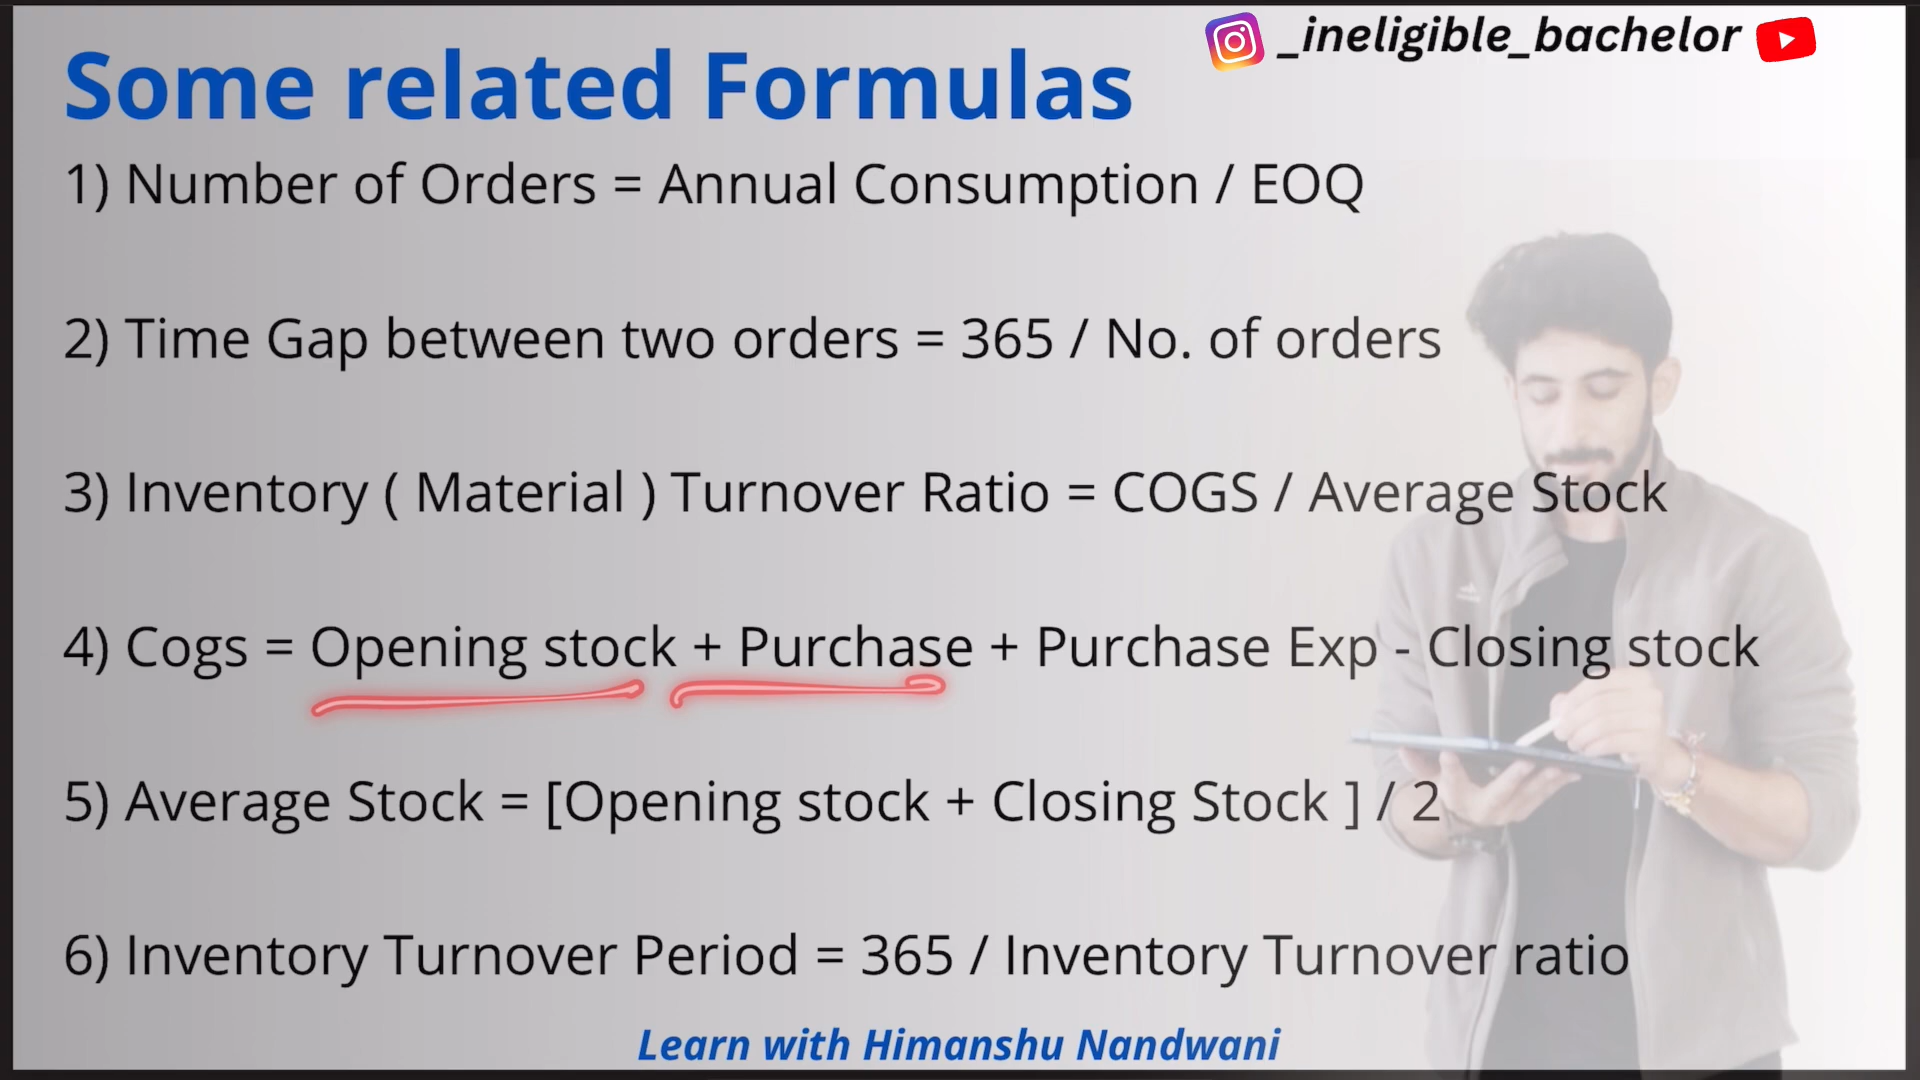 _ineligible_bachelor
Some related Formulas
1) Number of Orders = Annual Consumption / EOQ
2) Time Gap between two orders = 365 / No. of orders
3) Inventory ( Material ) Turnover Ratio = COGS / Average Stock
4) Cogs = Opening stock + Purchase + Purchase Exp - Closing stock
5) Average Stock = [Opening stock + Closing Stock ] / 2
6) Inventory Turnover Period = 365 / Inventory Turnover ratio
Learn with Himanshu Nandwani